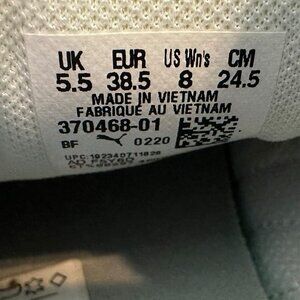 UK EUR US Wn's CM
5.5 38.5 8 24.5
MADE IN VIETNAM
FABRIQUÉ AU VIETNAM
370468-01
BF 0220